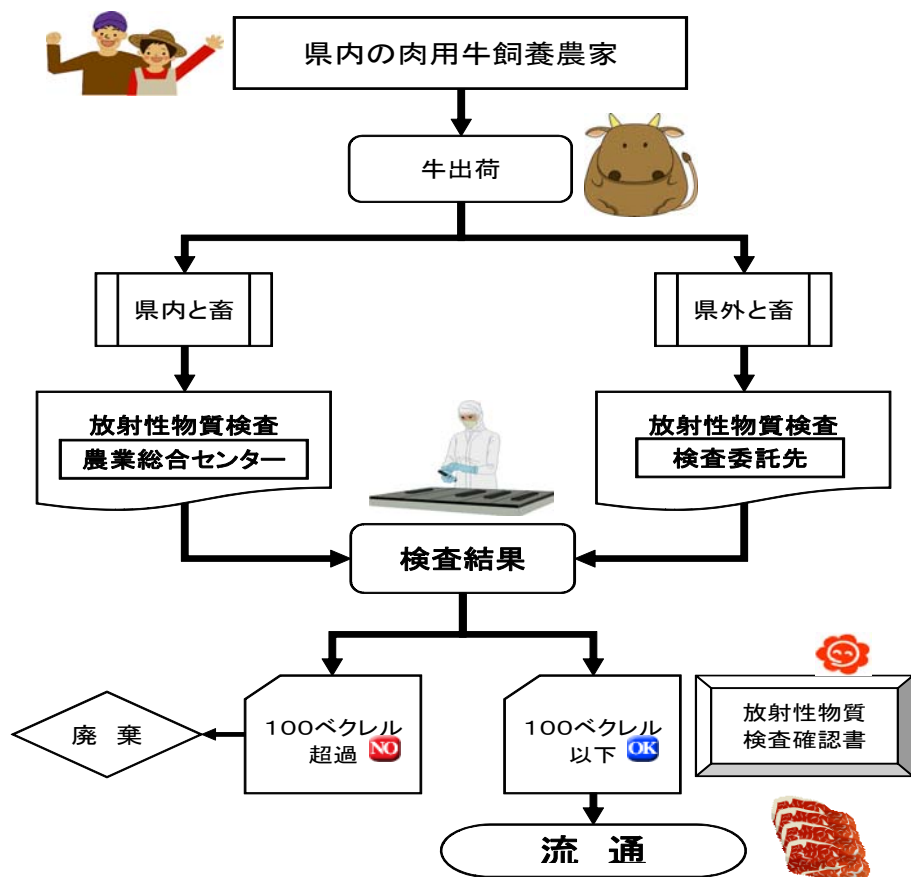 県内の肉用牛飼養農家
牛出荷
県内と畜
県外と畜
放射性物質検査
農業総合センター
放射性物質検査
検査委託先
検査結果
廃 棄
100ベクレル
超過 NO
100ベクレル
以下 OK
放射性物質
検査確認書
流 通